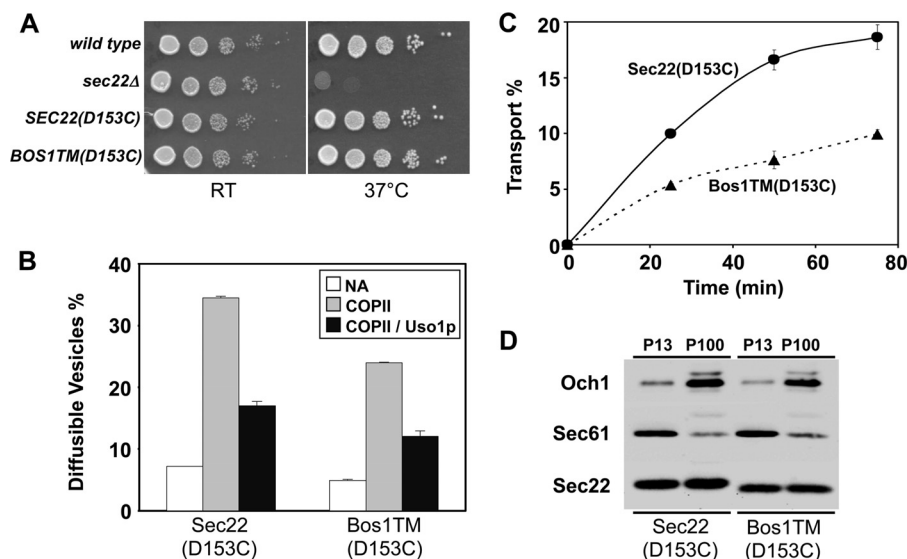 A
wild type
sec22Δ
SEC22(D153C)
BOS1TM(D153C)
RT
37°C
B
Diffusible Vesicles %
40
30
20
10
0
NA
COPII
COPII / Uso1p
Sec22
(D153C)
Bos1TM
(D153C)
C
Transport %
20
15
10
5
0
Sec22(D153C)
Bos1TM(D153C)
0
20
40
60
80
Time (min)
D
P13 P100 P13 P100
Och1
Sec61
Sec22
Sec22
(D153C)
Bos1TM
(D153C)